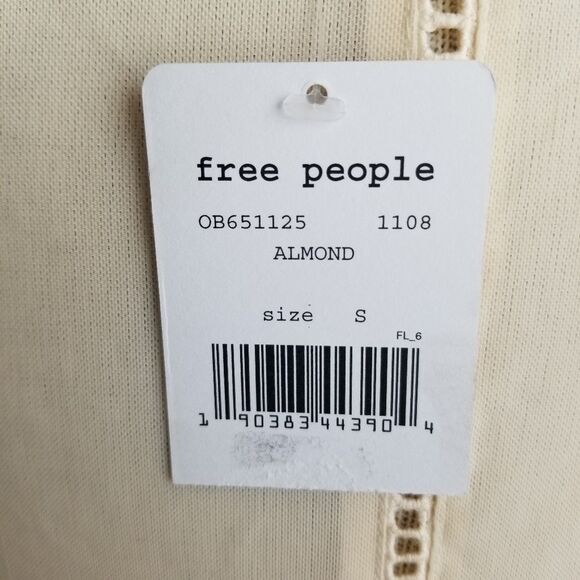 free people
OB651125 1108
ALMOND
size S
FL_6
1 90383 44390 4